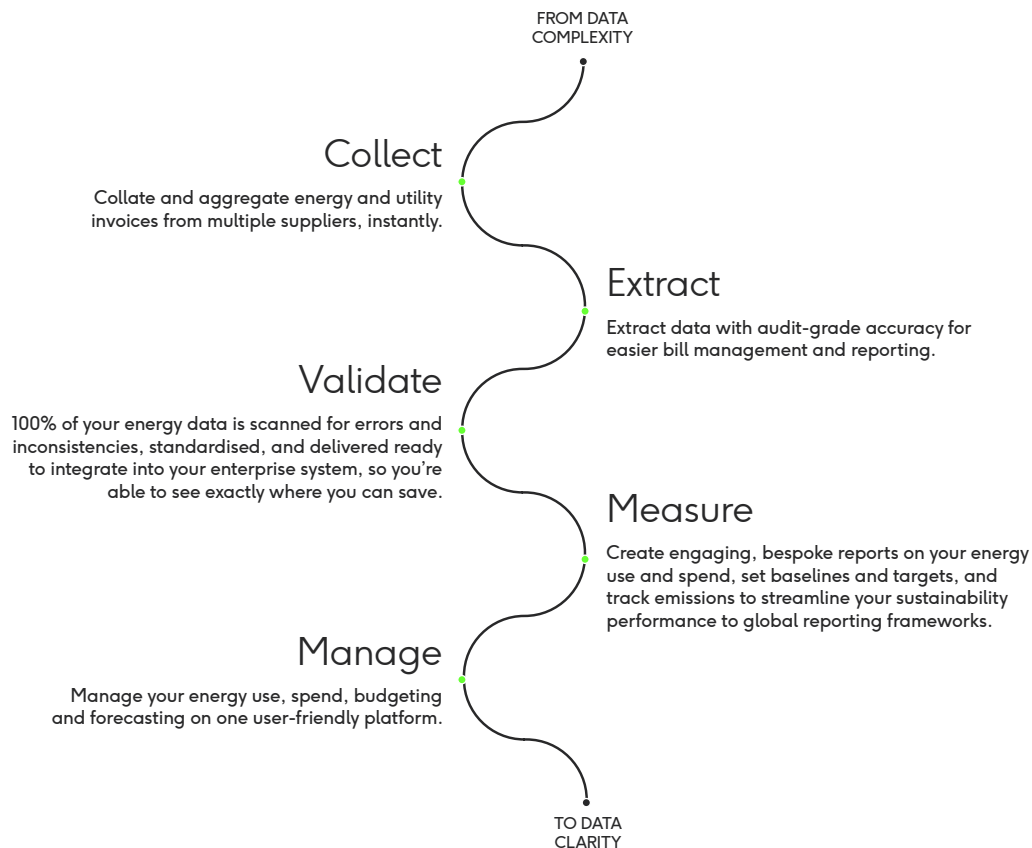 FROM DATA
COMPLEXITY
Collect
Collate and aggregate energy and utility
invoices from multiple suppliers, instantly.
Extract
Extract data with audit-grade accuracy for
easier bill management and reporting.
Validate
100% of your energy data is scanned for errors and
inconsistencies, standardised, and delivered ready
to integrate into your enterprise system, so you’re
able to see exactly where you can save.
Measure
Create engaging, bespoke reports on your energy
use and spend, set baselines and targets, and
track emissions to streamline your sustainability
performance to global reporting frameworks.
Manage
Manage your energy use, spend, budgeting
and forecasting on one user-friendly platform.
TO DATA
CLARITY